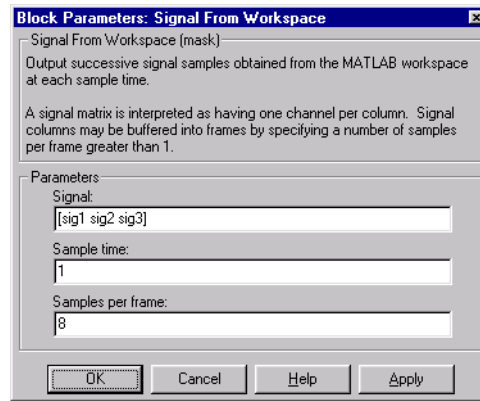 Block Parameters: Signal From Workspace
Signal From Workspace (mask)
Output successive signal samples obtained from the MATLAB workspace
at each sample time.
A signal matrix is interpreted as having one channel per column. Signal
columns may be buffered into frames by specifying a number of samples
per frame greater than 1.
Parameters
Signal:
[sig1 sig2 sig3]
Sample time:
1
Samples per frame:
8
OK Cancel Help Apply